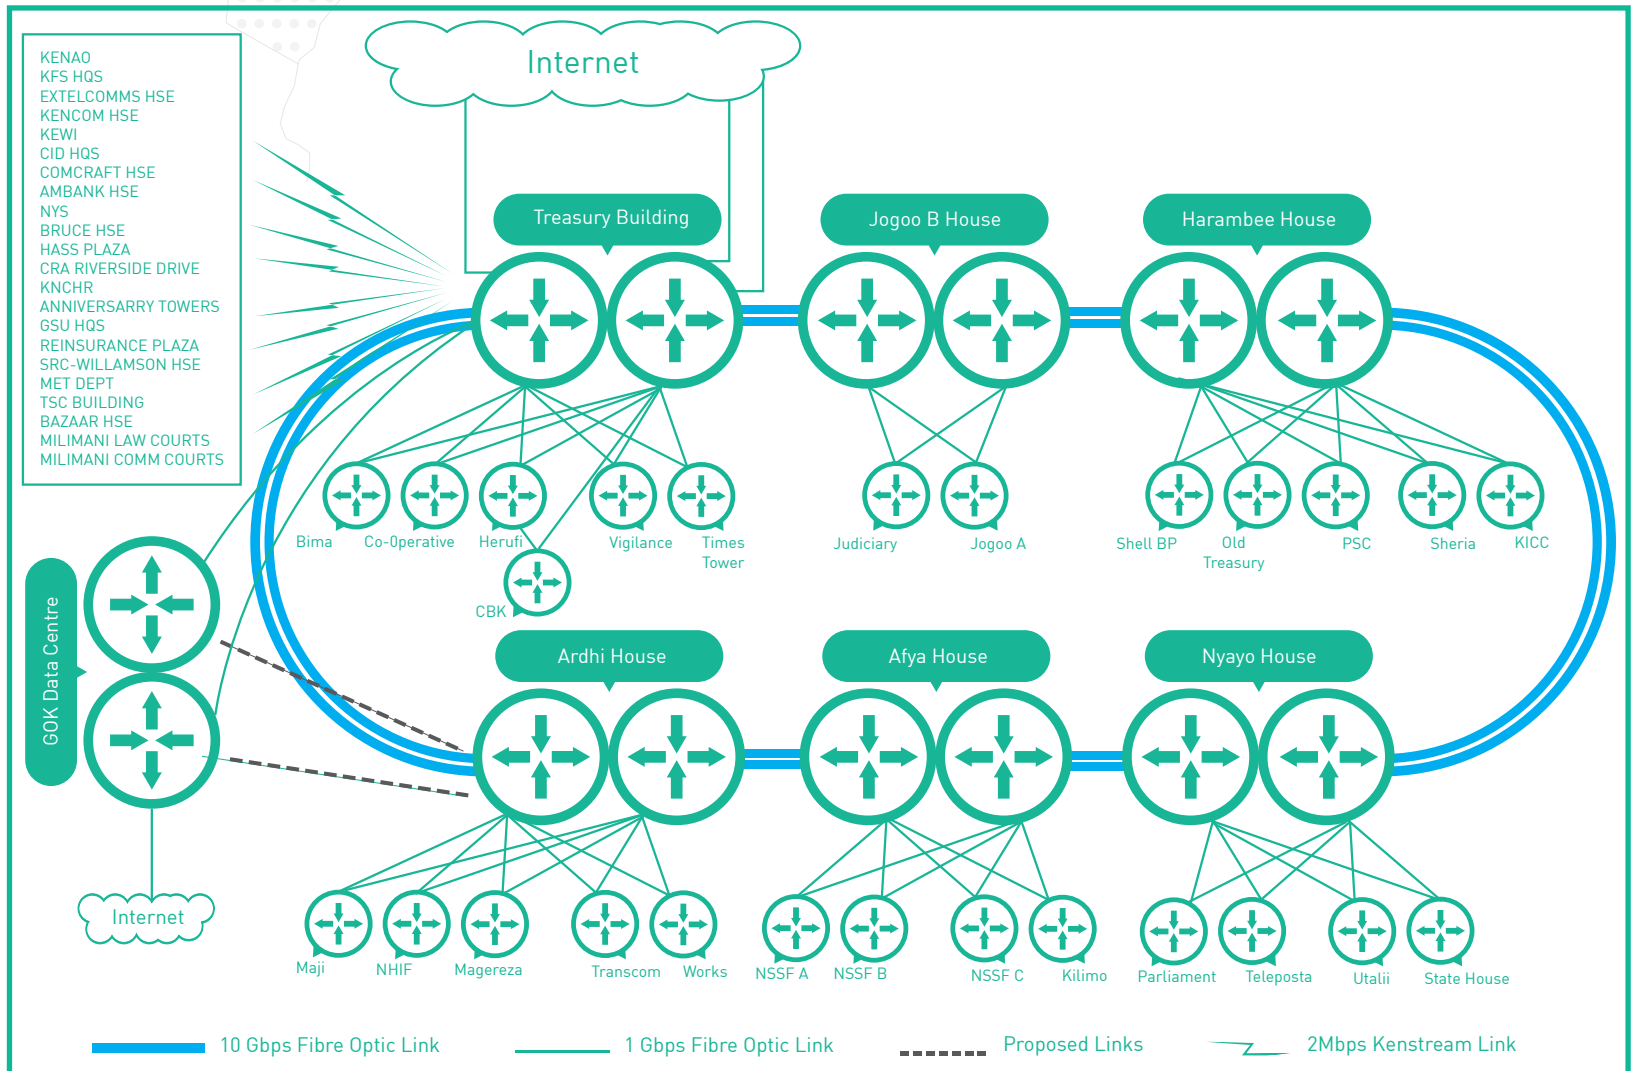 KENAO
KFS HQS
EXTELCOMMS HSE
KENCOM HSE
KEWI
CID HQS
COMCRAFT HSE
AMBANK HSE
NYS
BRUCE HSE
HASS PLAZA
CRA RIVERSIDE DRIVE
KNCHR
ANNIVERSARRY TOWERS
GSU HQS
REINSURANCE PLAZA
SRC-WILLAMSON HSE
MET DEPT
TSC BUILDING
BAZAAR HSE
MILIMANI LAW COURTS
MILIMANI COMM COURTS
Internet
Treasury Building
Jogoo B House
Harambee House
Bima
Co-0perative
Herufi
Vigilance
Times
Tower
CBK
Judiciary
Jogoo A
Shell BP
Old
Treasury
PSC
Sheria
KICC
GOK Data Centre
Internet
Ardhi House
Afya House
Nyayo House
Maji
NHIF
Magereza
Transcom
Works
NSSF A
NSSF B
NSSF C
Kilimo
Parliament
Teleposta
Utalii
State House
10 Gbps Fibre Optic Link
1 Gbps Fibre Optic Link
Proposed Links
2Mbps Kenstream Link